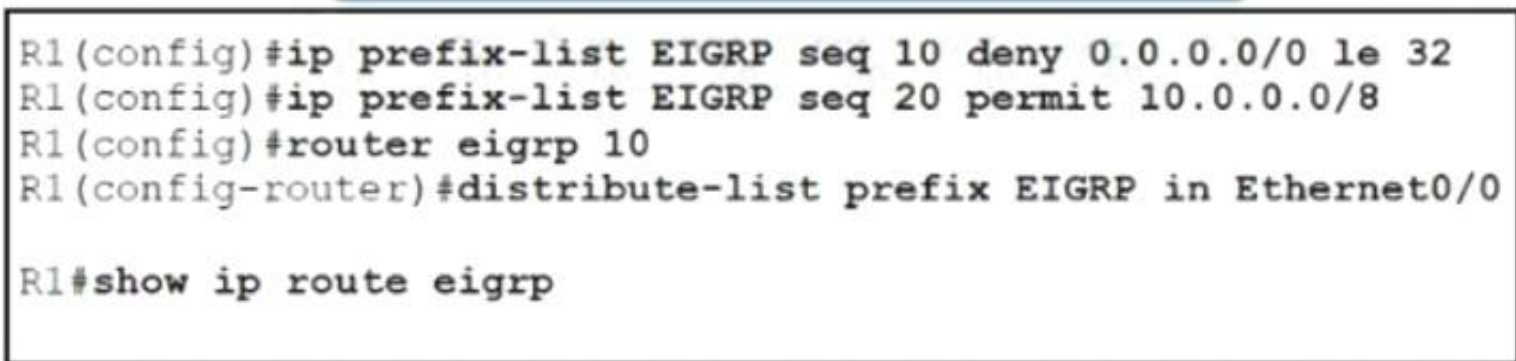 R1(config)#ip prefix-list EIGRP seq 10 deny 0.0.0.0/0 le 32
R1(config)#ip prefix-list EIGRP seq 20 permit 10.0.0.0/8
R1(config)#router eigrp 10
R1(config-router)#distribute-list prefix EIGRP in Ethernet0/0
R1#show ip route eigrp